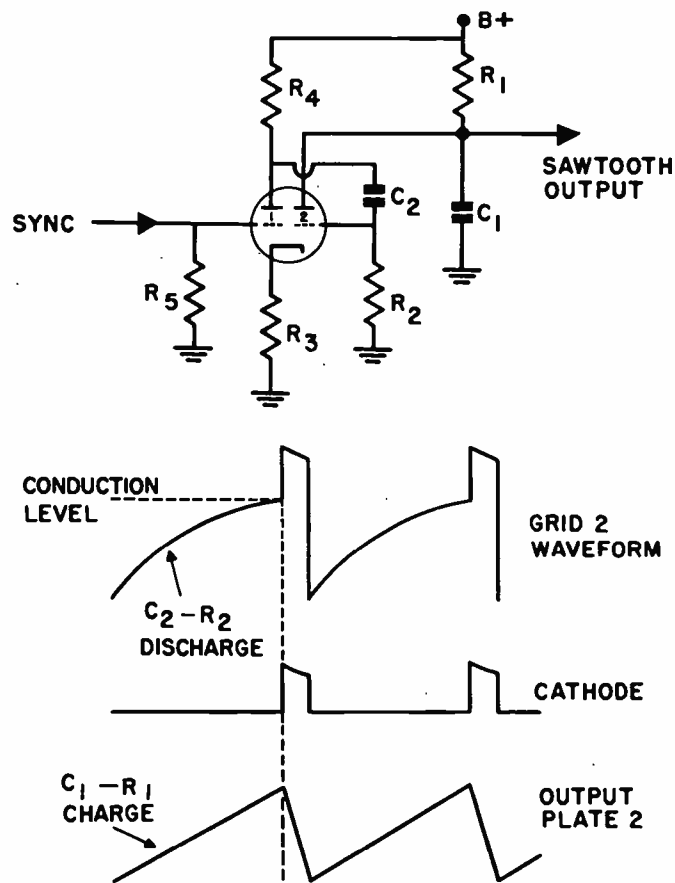 B+
R4
R1
SAWTOOTH
OUTPUT
C2
C1
SYNC
1
2
R5
R3
R2
CONDUCTION
LEVEL
GRID 2
WAVEFORM
C2–R2
DISCHARGE
CATHODE
C1–R1
CHARGE
OUTPUT
PLATE 2